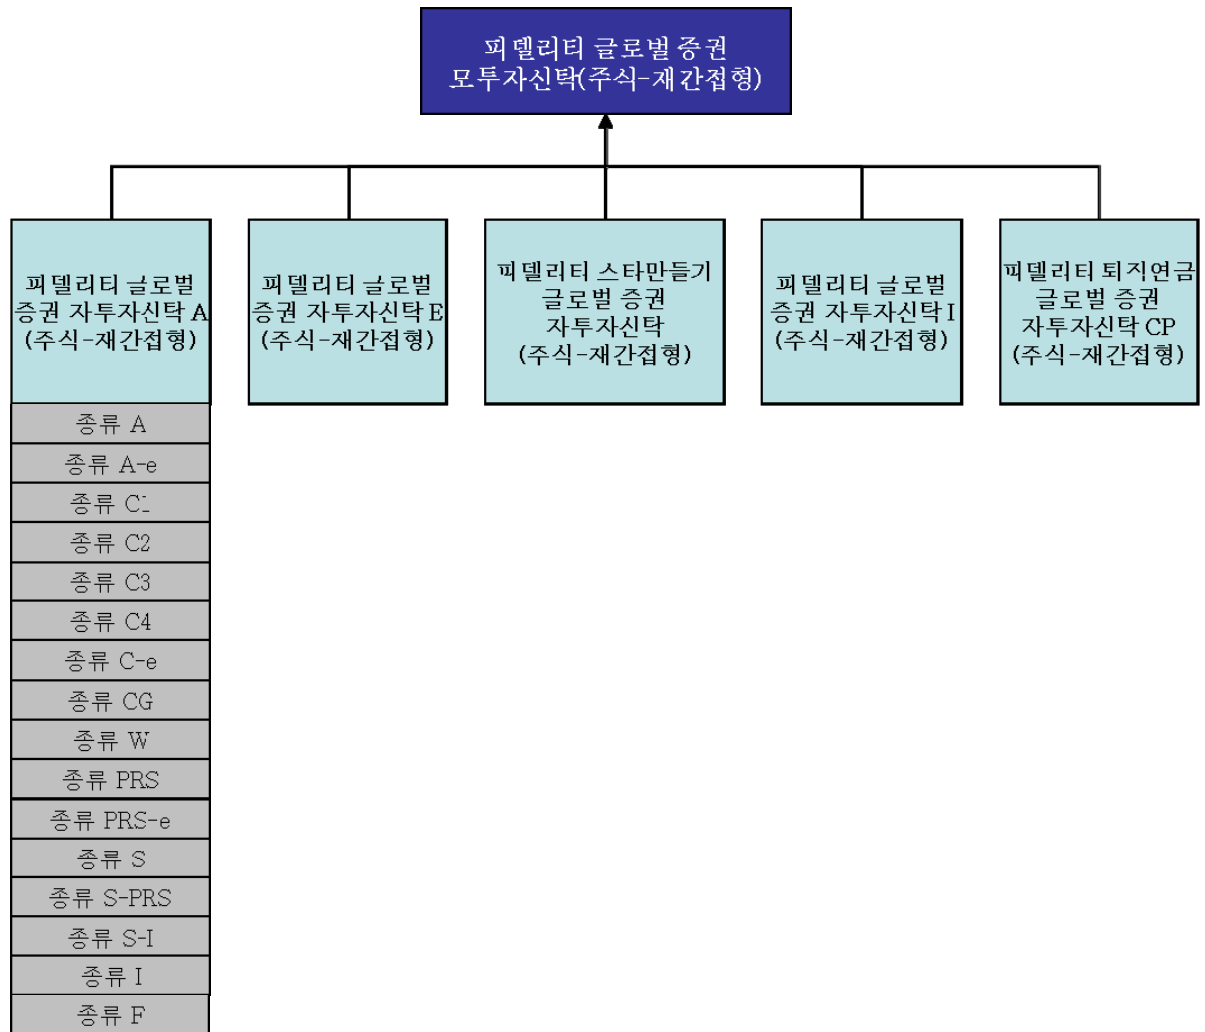 피델리티 글로벌 증권
모투자신탁(주식-재간접형)
피델리티 글로벌
증권 자투자신탁 A
(주식-재간접형)
피델리티 글로벌
증권 자투자신탁 E
(주식-재간접형)
피델리티 스타만들기
글로벌 증권
자투자신탁
(주식-재간접형)
피델리티 글로벌
증권 자투자신탁 I
(주식-재간접형)
피델리티 퇴직연금
글로벌 증권
자투자신탁 CP
(주식-재간접형)
종류 A
종류 A-e
종류 C1
종류 C2
종류 C3
종류 C4
종류 C-e
종류 CG
종류 W
종류 PRS
종류 PRS-e
종류 S
종류 S-PRS
종류 S-I
종류 I
종류 F